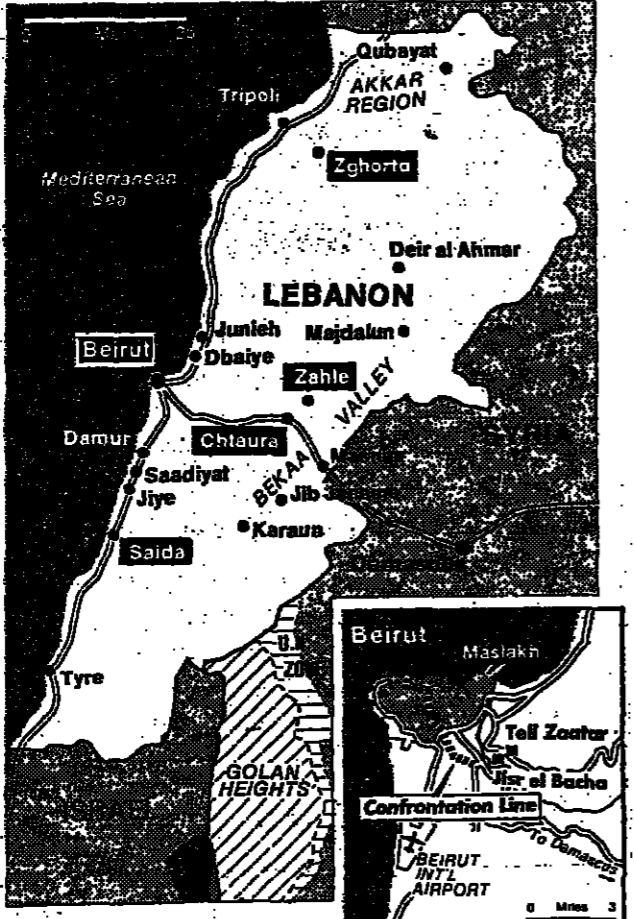 Qubayat
AKKAR
REGION
Tripoli
Zghorta
Mediterranean
Sea
Deir al Ahmar
LEBANON
Junieh
Majdalun
Beirut
Dbaiye
Zahle
VALLEY
Damur
Chtaura
BEKAA
Saadiyat
Jiye
Jib
Karaun
Saida
Damascus
Tyre
GOLAN
HEIGHTS
Beirut
Maslakh
Tell Zaatar
Jisr el Bacha
Confrontation Line
To Damascus
BEIRUT
INT'L
AIRPORT
0 Miles 3